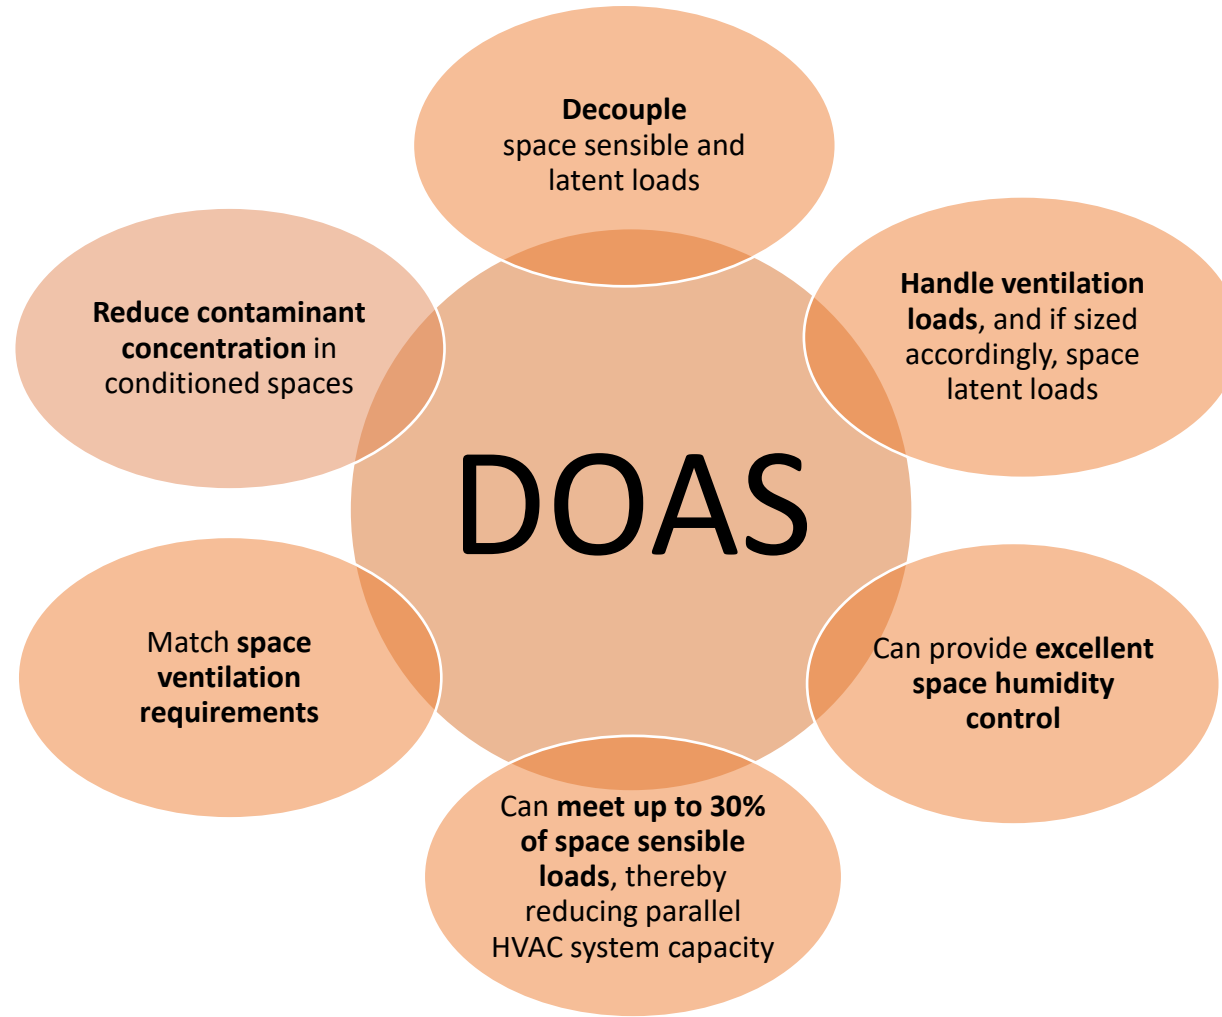 Decouple
space sensible and
latent loads
Handle ventilation
loads, and if sized
accordingly, space
latent loads
Can provide excellent
space humidity
control
Can meet up to 30%
of space sensible
loads, thereby
reducing parallel
HVAC system capacity
Match space
ventilation
requirements
Reduce contaminant
concentration in
conditioned spaces
DOAS